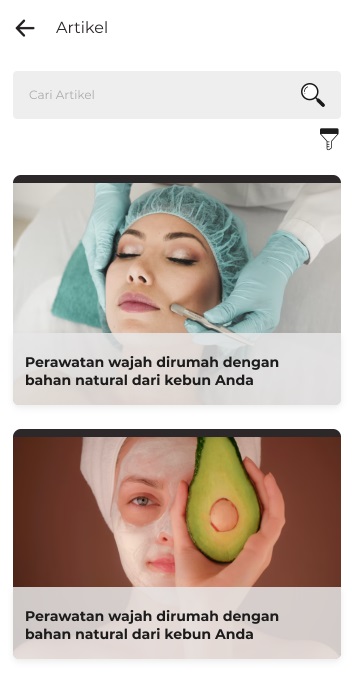 Artikel
Cari Artikel
Perawatan wajah dirumah dengan
bahan natural dari kebun Anda
Perawatan wajah dirumah dengan
bahan natural dari kebun Anda